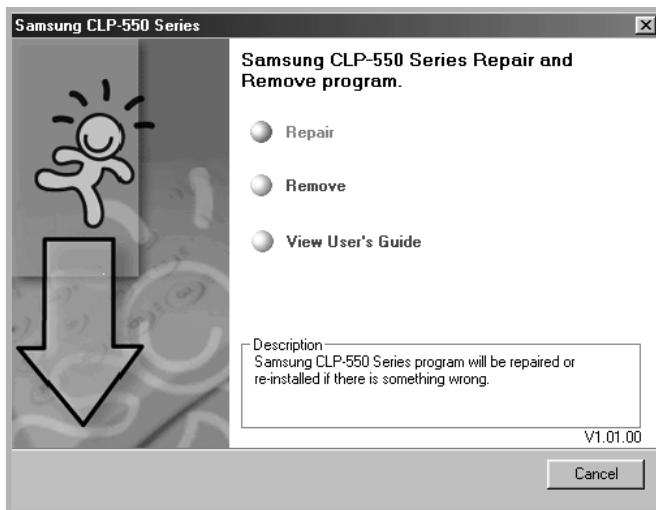 Samsung CLP-550 Series
Samsung CLP-550 Series Repair and
Remove program.
Repair
Remove
View User's Guide
Description
Samsung CLP-550 Series program will be repaired or
re-installed if there is something wrong.
V1.01.00
Cancel